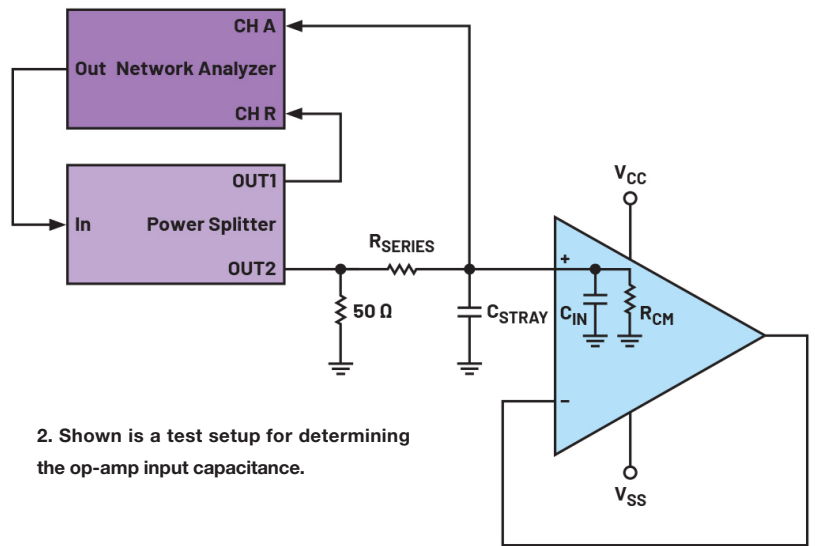 CH A
Out Network Analyzer
CH R
OUT1
In Power Splitter
OUT2
RSERIES
50 Ω
CSTRAY
VCC
+
CIN
RCM
−
VSS
2. Shown is a test setup for determining
the op-amp input capacitance.